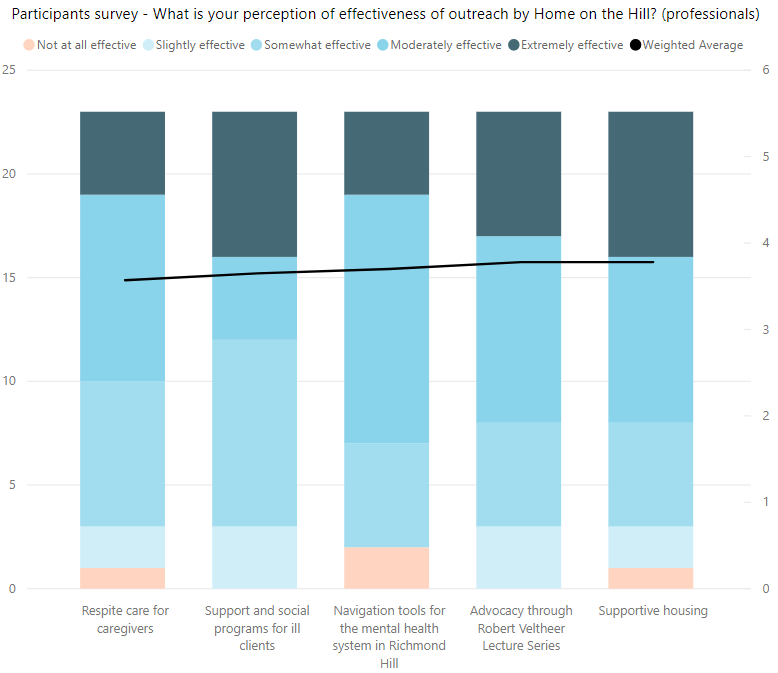 Participants survey - What is your perception of effectiveness of outreach by Home on the Hill? (professionals)
Not at all effective Slightly effective Somewhat effective Moderately effective Extremely effective Weighted Average
25
20
15
10
5
0
6
5
4
3
2
1
0
Respite care for
caregivers
Support and social
programs for ill
clients
Navigation tools for
the mental health
system in Richmond
Hill
Advocacy through
Robert Veltheer
Lecture Series
Supportive housing